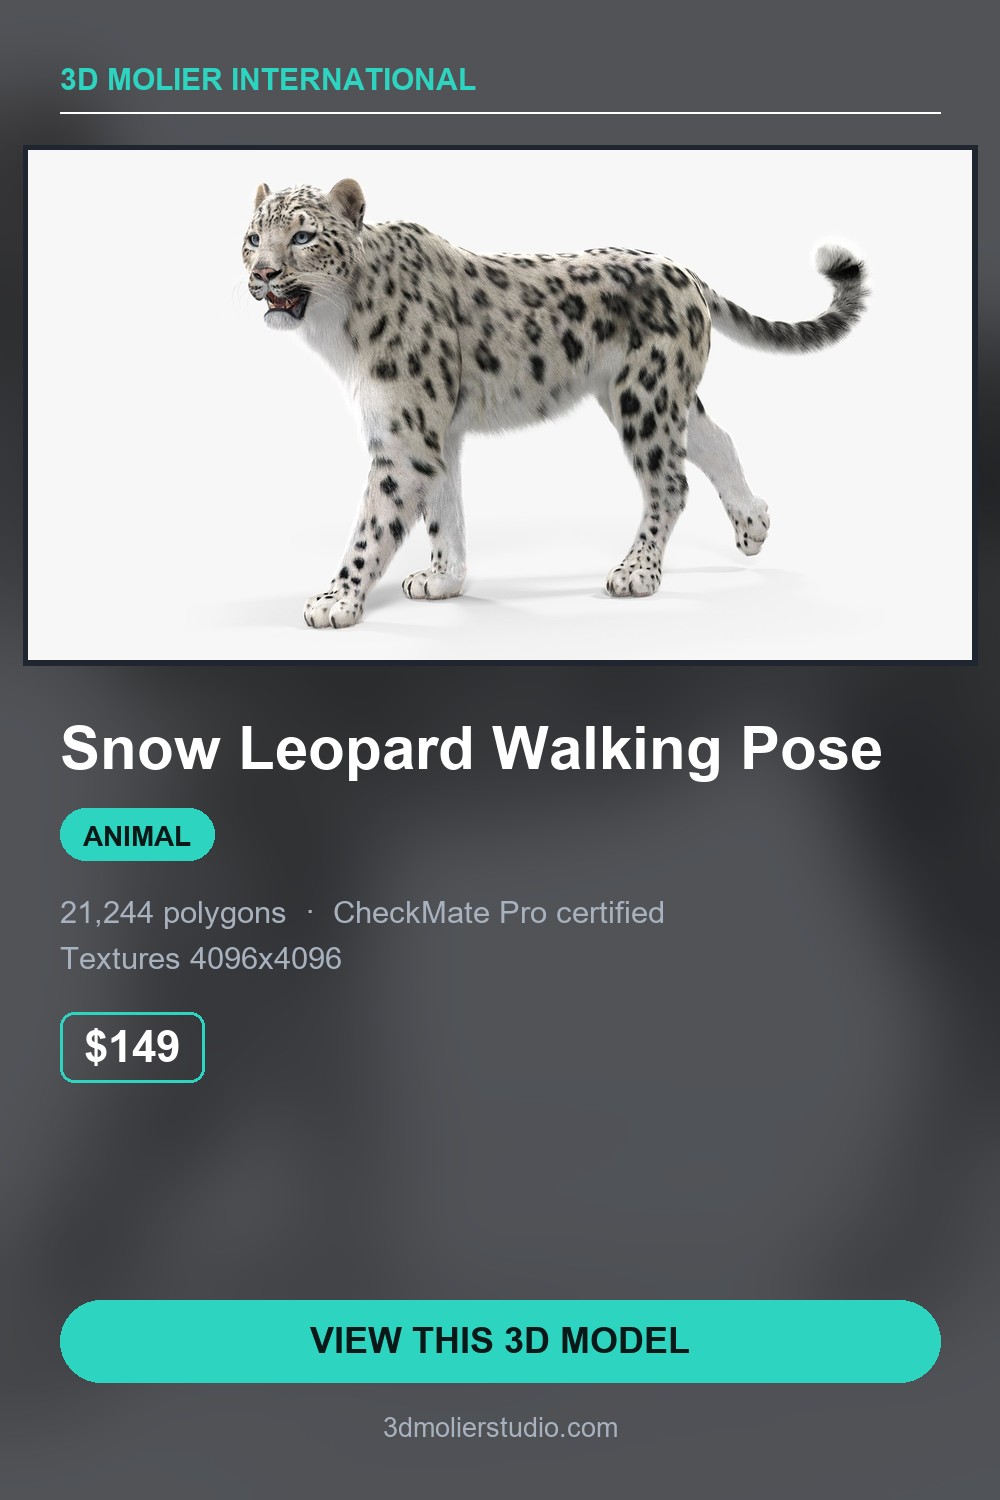 3D MOLIER INTERNATIONAL
Snow Leopard Walking Pose
ANIMAL
21,244 polygons · CheckMate Pro certified
Textures 4096x4096
$149
VIEW THIS 3D MODEL
3dmolierstudio.com